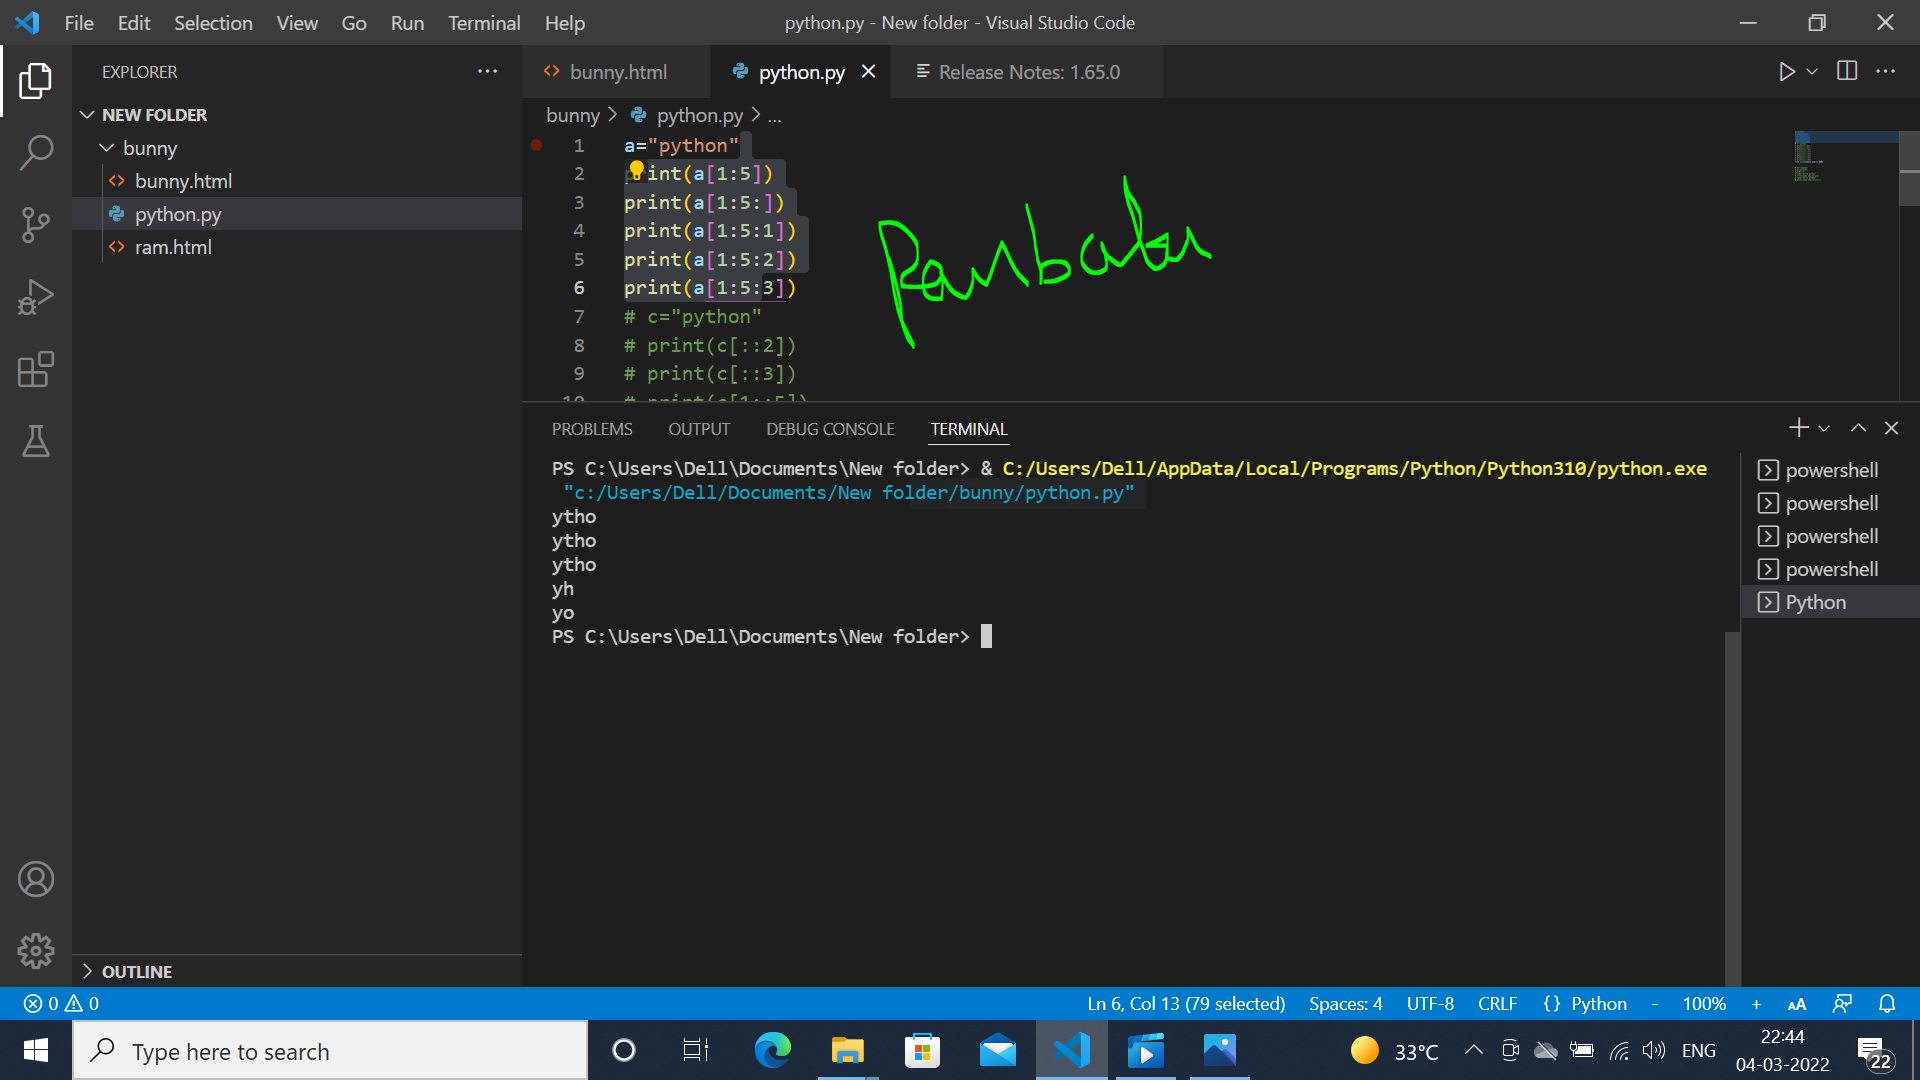 File Edit Selection View Go Run Terminal Help
python.py - New folder - Visual Studio Code
EXPLORER
NEW FOLDER
bunny
bunny.html
python.py
ram.html
OUTLINE
bunny.html python.py Release Notes: 1.65.0
bunny > python.py > ...
1 a="python"
2 print(a[1:5])
3 print(a[1:5:])
4 print(a[1:5:1])
5 print(a[1:5:2])
6 print(a[1:5:3])
7 # c="python"
8 # print(c[::2])
9 # print(c[::3])
10 # print(c[1::5])
PROBLEMS OUTPUT DEBUG CONSOLE TERMINAL
PS C:\Users\Dell\Documents\New folder> & C:/Users/Dell/AppData/Local/Programs/Python/Python310/python.exe
"c:/Users/Dell/Documents/New folder/bunny/python.py"
ytho
ytho
ytho
yh
yo
PS C:\Users\Dell\Documents\New folder>
powershell
powershell
powershell
powershell
Python
0 0 Ln 6, Col 13 (79 selected) Spaces: 4 UTF-8 CRLF {} Python - 100% + AA
Type here to search
33°C ENG
22:44
04-03-2022
22